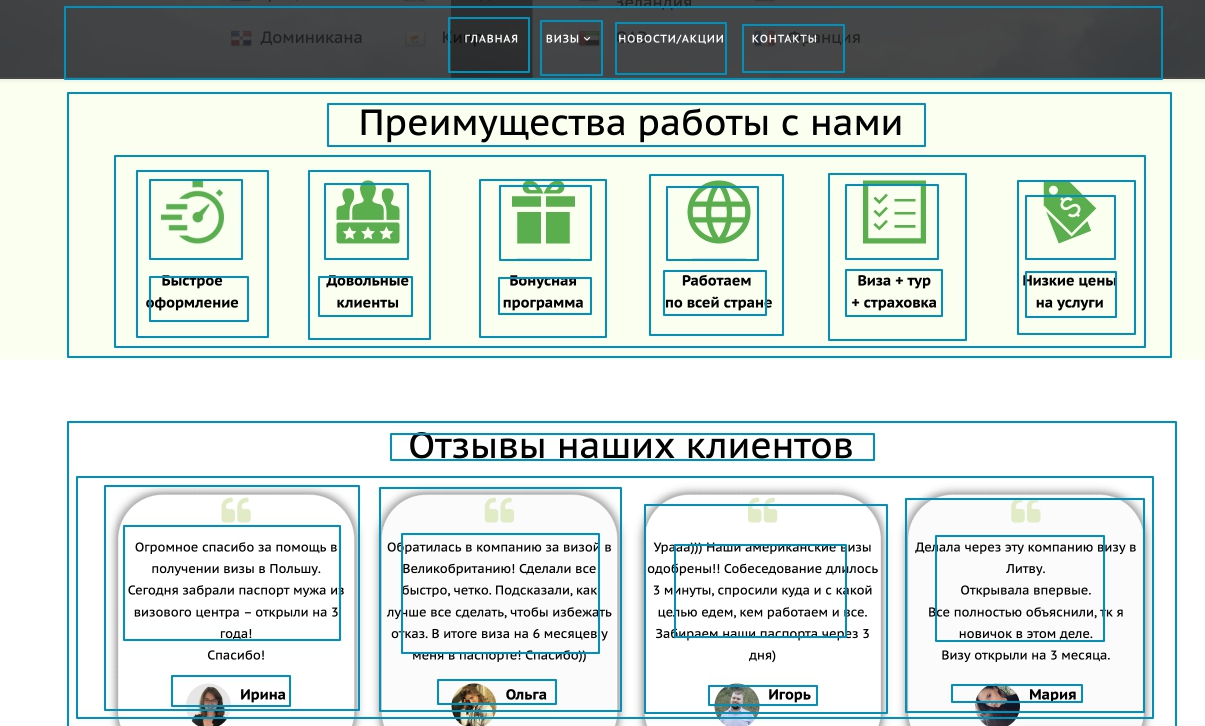 Зеландия
Доминикана
ГЛАВНАЯ
ВИЗЫ
НОВОСТИ/АКЦИИ
КОНТАКТЫ
Преимущества работы с нами
Быстрое
оформление
Довольные
клиенты
Бонусная
программа
Работаем
по всей стране
Виза + тур
+ страховка
Низкие цены
на услуги
Отзывы наших клиентов
Огромное спасибо за помощь в
получении визы в Польшу.
Сегодня забрали паспорт мужа из
визового центра – открыли на 3
года!
Спасибо!
Ирина
Обратилась в компанию за визой в
Великобританию! Сделали все
быстро, четко. Подсказали, как
лучше все сделать, чтобы избежать
отказ. В итоге виза на 6 месяцев у
меня в паспорте! Спасибо))
Ольга
Урааа))) Наши американские визы
одобрены!! Собеседование длилось
3 минуты, спросили куда и с какой
целью едем, кем работаем и все.
Забираем наши паспорта через 3
дня)
Игорь
Делала через эту компанию визу в
Литву.
Открывала впервые.
Все полностью объяснили, тк я
новичок в этом деле.
Визу открыли на 3 месяца.
Мария